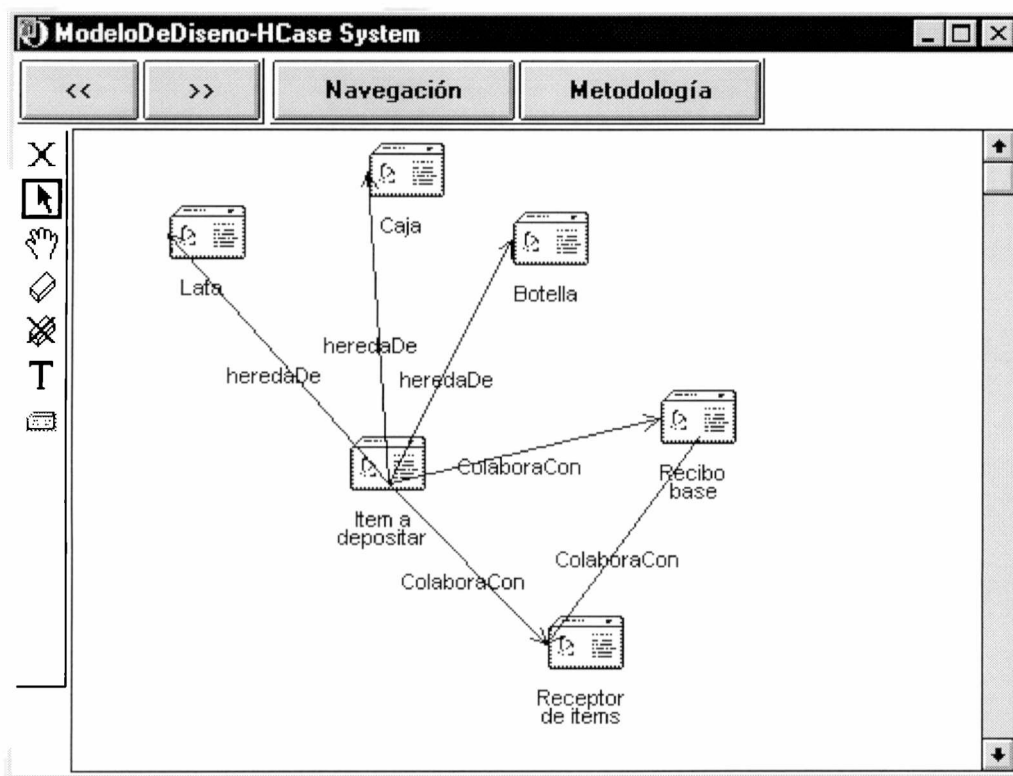 ModeloDeDiseno-HCase System
<< >> Navegación Metodología
Caja
Lata
Botella
heredaDe
heredaDe
heredaDe
ColaboraCon
Recibo
base
Item a
depositar
ColaboraCon
ColaboraCon
Receptor
de items
T